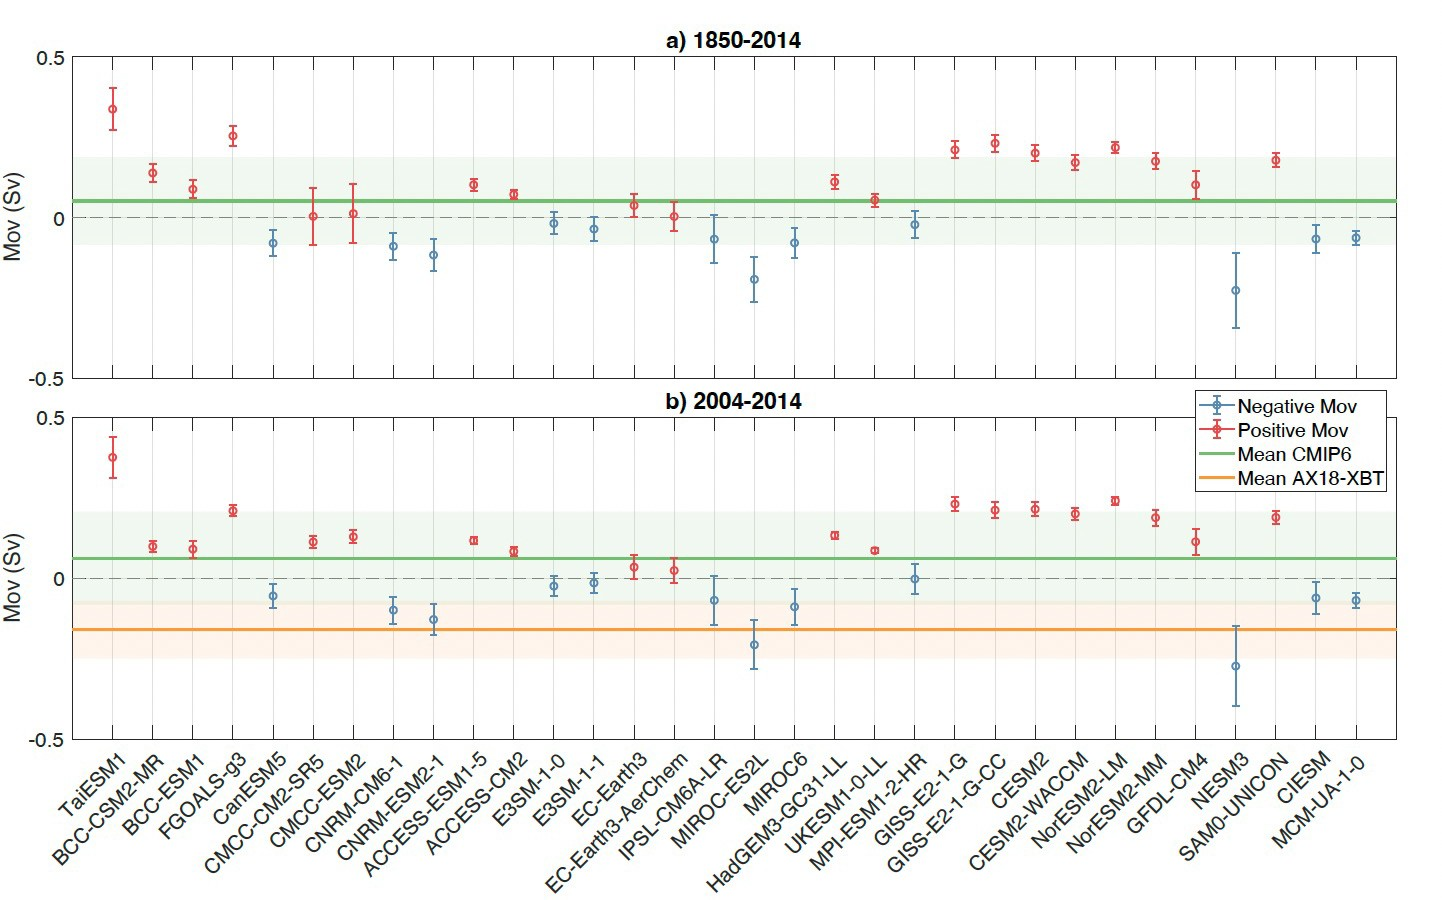 a) 1850-2014
0.5
0
-0.5
Mov (Sv)
b) 2004-2014
0.5
0
-0.5
Mov (Sv)
Negative Mov
Positive Mov
Mean CMIP6
Mean AX18-XBT
TaiESM1
BCC-CSM2-MR
BCC-ESM1
FGOALS-g3
CanESM5
CMCC-CM2-SR5
CMCC-ESM2
CNRM-CM6-1
CNRM-ESM2-1
ACCESS-ESM1-5
ACCESS-CM2
E3SM-1-0
E3SM-1-1
EC-Earth3
EC-Earth3-AerChem
IPSL-CM6A-LR
MIROC-ES2L
MIROC6
HadGEM3-GC31-LL
UKESM1-0-LL
MPI-ESM1-2-HR
GISS-E2-1-G
GISS-E2-1-G-CC
CESM2
CESM2-WACCM
NorESM2-LM
NorESM2-MM
GFDL-CM4
NESM3
SAM0-UNICON
CIESM
MCM-UA-1-0